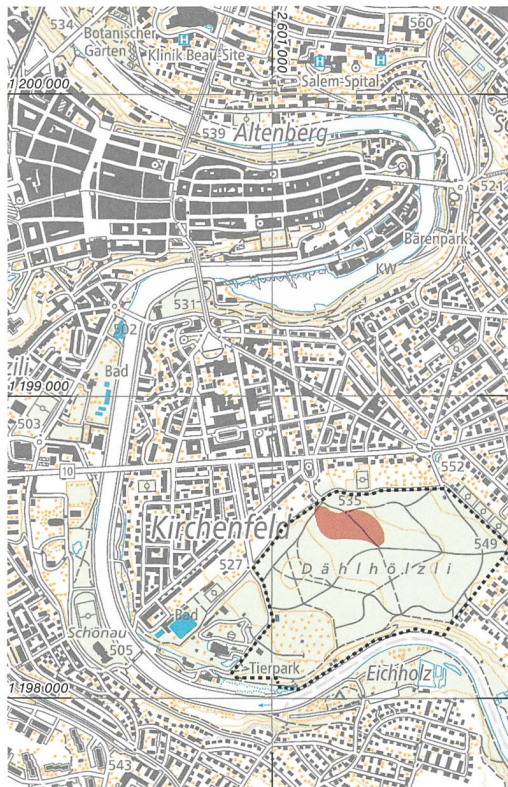 534
Botanischer
Garten
Klinik Beau-Site
H
2 601 000
Salem-Spital
H
H
560
1 200 000
539
Altenberg
521
Bärenpark
KW
531
502
Bad
1 199 000
503
10
552
535
Kirchenfeld
549
Dählhölzli
527
Bad
Schönau
505
Tierpark
Eichholz
1 198 000
543